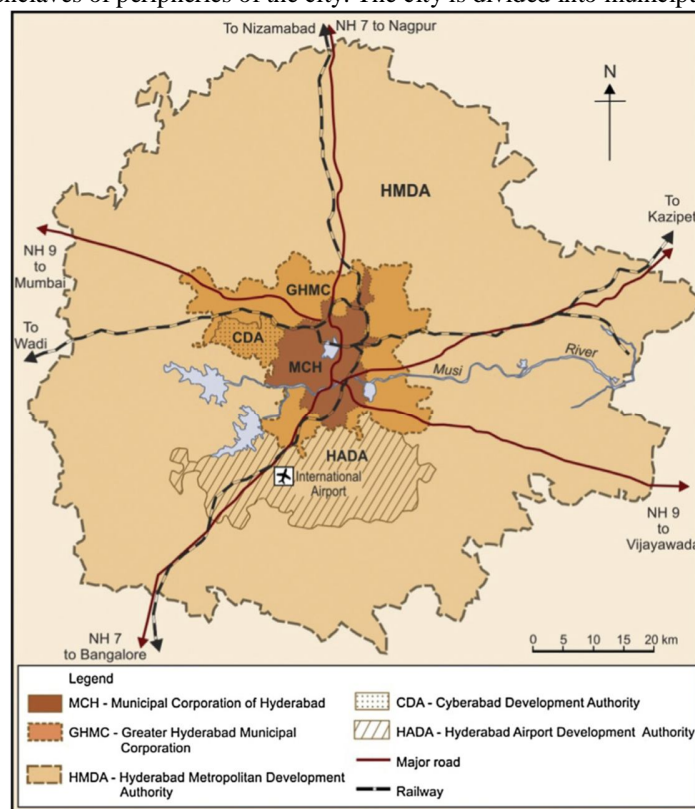 enclaves of peripheries of the city. The city is divided into municipa
To Nizamabad
NH 7 to Nagpur
N
HMDA
To
Kazipet
NH 9
to
Mumbai
GHMC
To
Wadi
CDA
MCH
Musi
River
HADA
International
Airport
NH 9
to
Vijayawada
NH 7
to Bangalore
0 5 10 15 20 km
Legend
MCH - Municipal Corporation of Hyderabad
GHMC - Greater Hyderabad Municipal
Corporation
HMDA - Hyderabad Metropolitan Development
Authority
CDA - Cyberabad Development Authority
HADA - Hyderabad Airport Development Authority
Major road
Railway